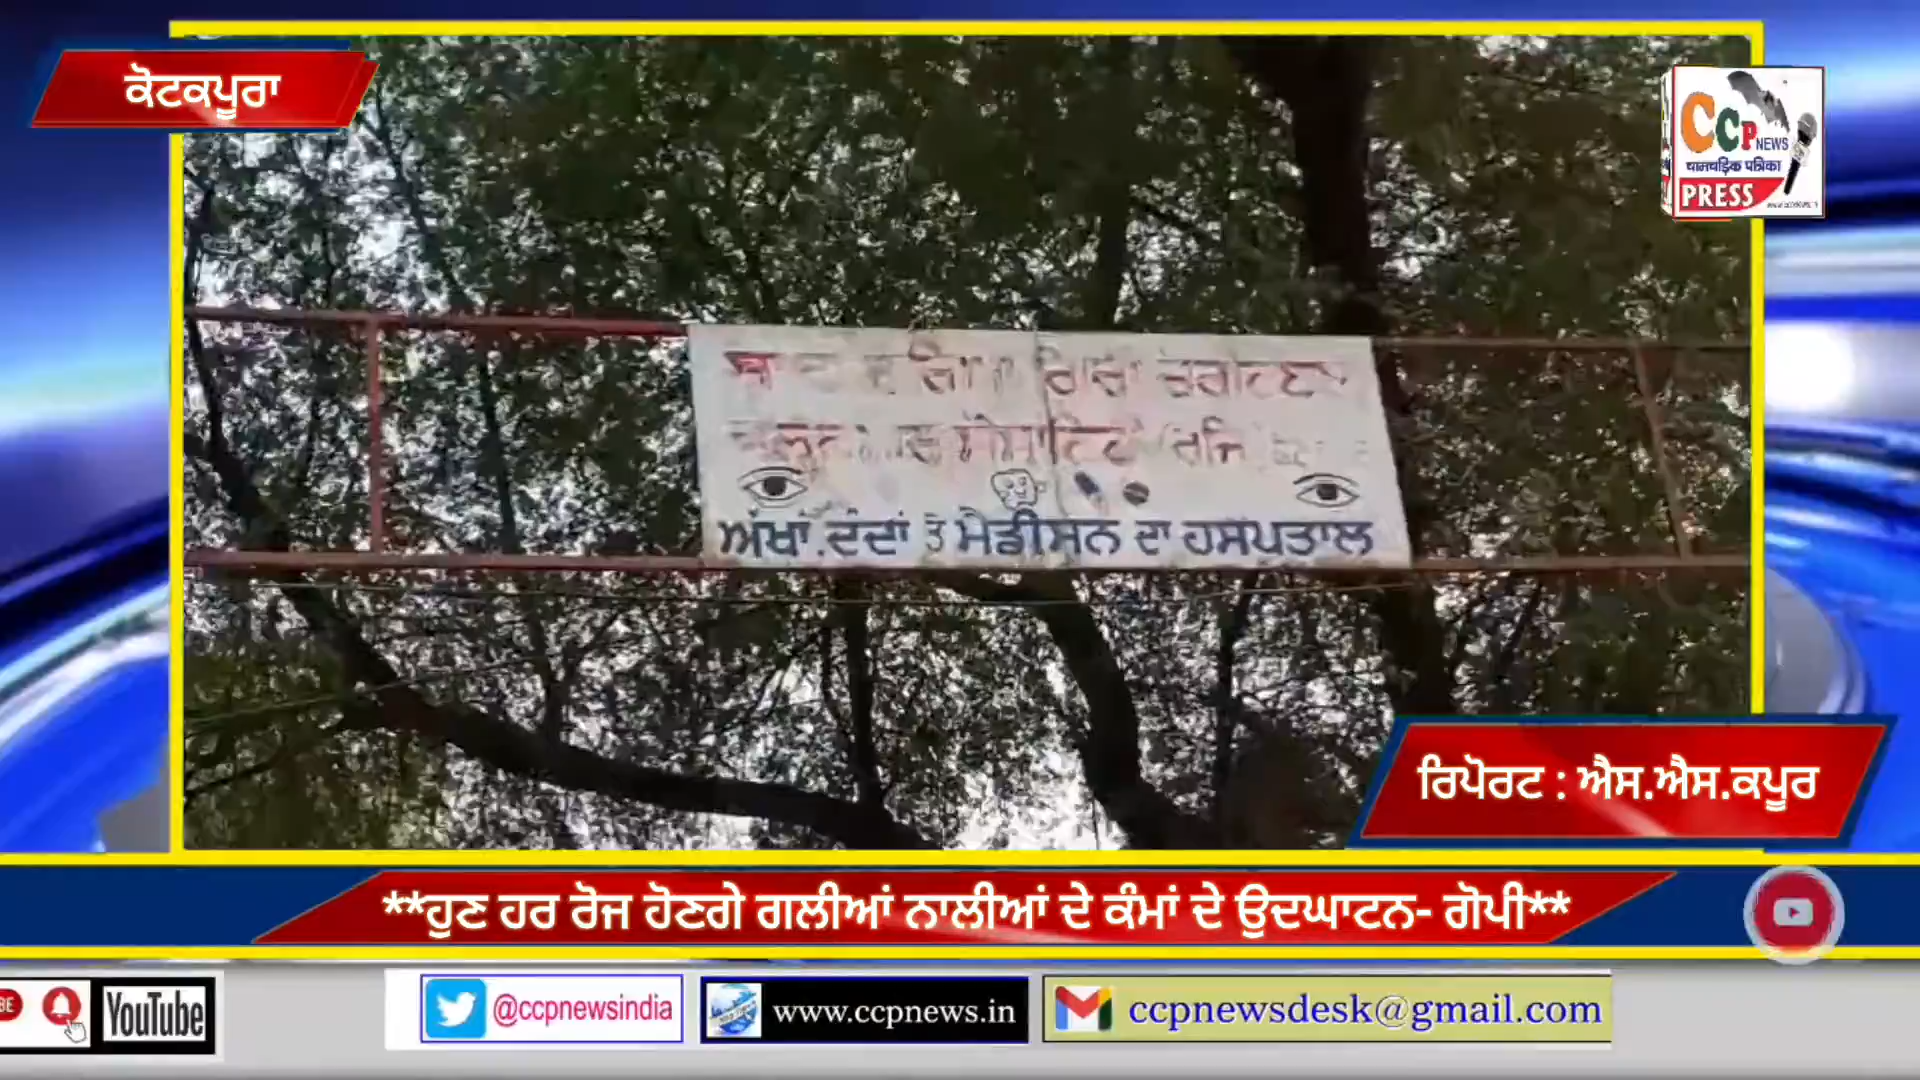 ਕੋਟਕਪੂਰਾ
CCP NEWS
PRESS
(ਰਜਿ)
ਅੱਖਾਂ. ਦੰਦਾਂ ਤੇ ਮੈਡੀਸਨ ਦਾ ਹਸਪਤਾਲ
ਰਿਪੋਰਟ : ਐਸ.ਐਸ.ਕਪੂਰ
**ਹੁਣ ਹਰ ਰੋਜ ਹੋਣਗੇ ਗਲੀਆਂ ਨਾਲੀਆਂ ਦੇ ਕੰਮਾਂ ਦੇ ਉਦਘਾਟਨ- ਗੋਪੀ**
YouTube
@ccpnewsindia
www.ccpnews.in
ccpnewsdesk@gmail.com